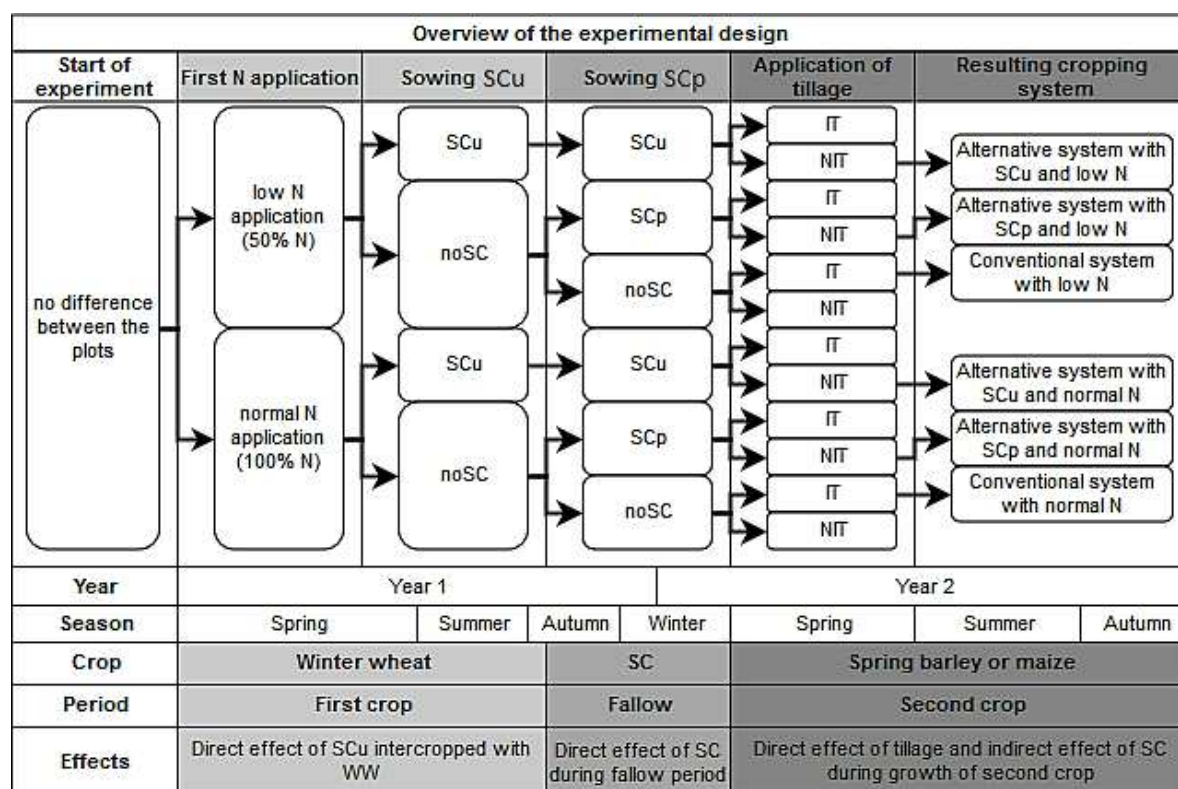 Overview of the experimental design
Start of
experiment
First N application
Sowing SCu
Sowing SCp
Application of
tillage
Resulting cropping
system
no difference
between the
plots
low N
application
(50% N)
normal N
application
(100% N)
SCu
noSC
SCu
noSC
SCu
SCp
noSC
SCu
SCp
noSC
IT
NIT
IT
NIT
IT
NIT
IT
NIT
IT
NIT
IT
NIT
Alternative system with
SCu and low N
Alternative system with
SCp and low N
Conventional system
with low N
Alternative system with
SCu and normal N
Alternative system with
SCp and normal N
Conventional system
with normal N
Year
Year 1
Year 2
Season
Spring
Summer
Autumn
Winter
Spring
Summer
Autumn
Crop
Winter wheat
SC
Spring barley or maize
Period
First crop
Fallow
Second crop
Effects
Direct effect of SCu intercropped with
WW
Direct effect of SC
during fallow period
Direct effect of tillage and indirect effect of SC
during growth of second crop